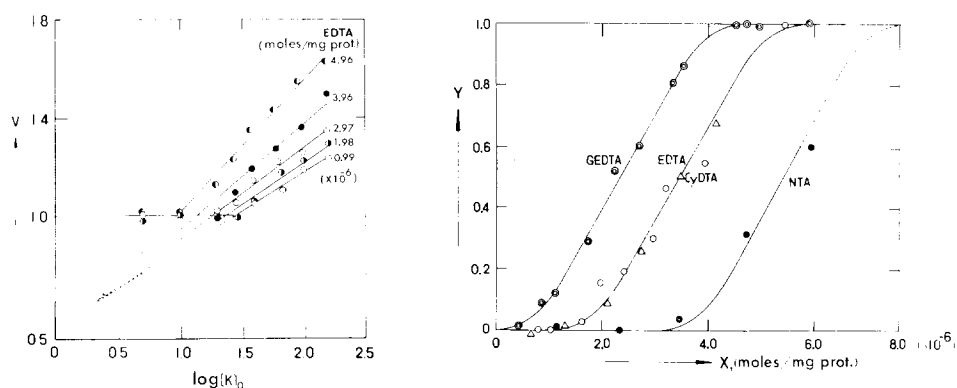 1.8
1.4
1.0
0.5
V
EDTA
(moles/mg prot.)
4.96
3.96
2.97
1.98
0.99
(×10⁻⁶)
0.5 1.0 1.5 2.0 2.5
log[K]₀
1.0
0.8
0.6
0.4
0.2
0
Y
GEDTA
EDTA
CyDTA
NTA
0 2.0 4.0 6.0 8.0 (×10⁻⁶)
Xₜ(moles/mg prot.)